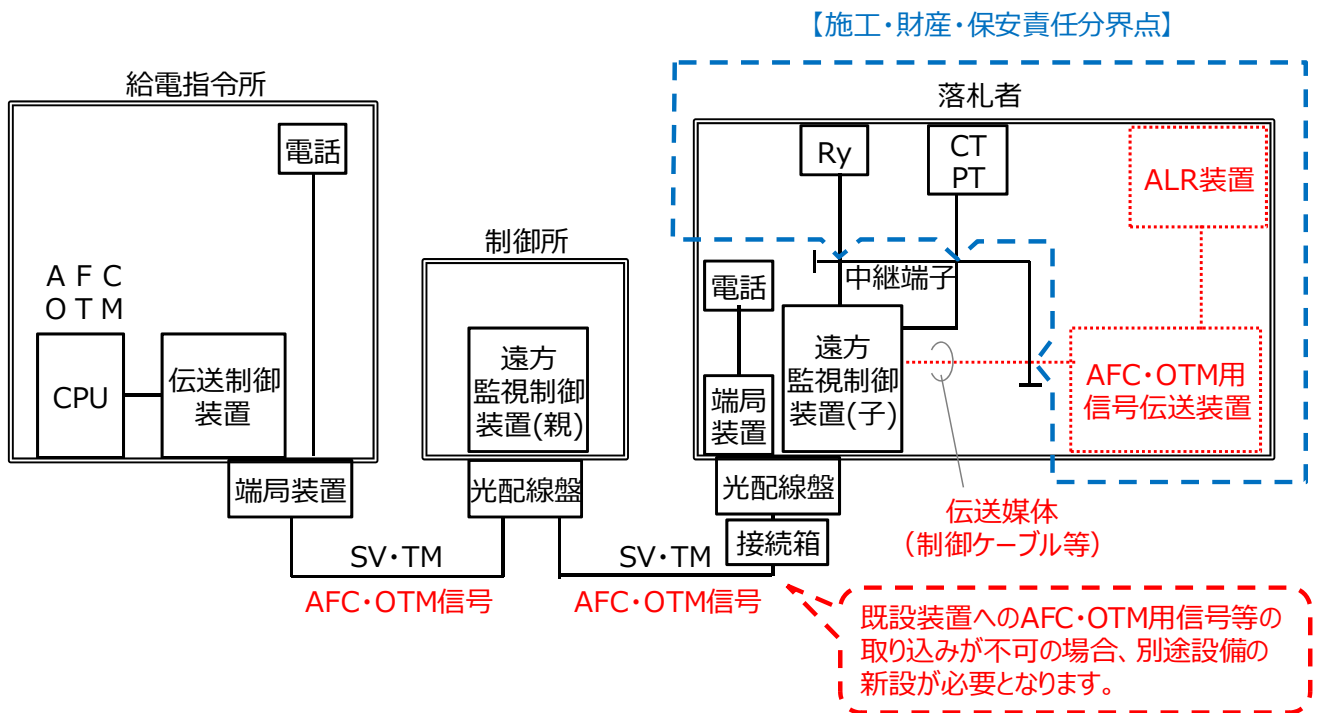 【施工・財産・保安責任分界点】
給電指令所
電話
ＡＦＣ
ＯＴＭ
CPU
伝送制御
装置
端局装置
制御所
遠方
監視制御
装置(親)
光配線盤
落札者
Ry
CT
PT
ALR装置
中継端子
電話
遠方
監視制御
装置(子)
端局
装置
AFC・OTM用
信号伝送装置
光配線盤
接続箱
伝送媒体
（制御ケーブル等）
SV・TM
AFC・OTM信号
SV・TM
AFC・OTM信号
既設装置へのAFC・OTM用信号等の
取り込みが不可の場合、別途設備の
新設が必要となります。